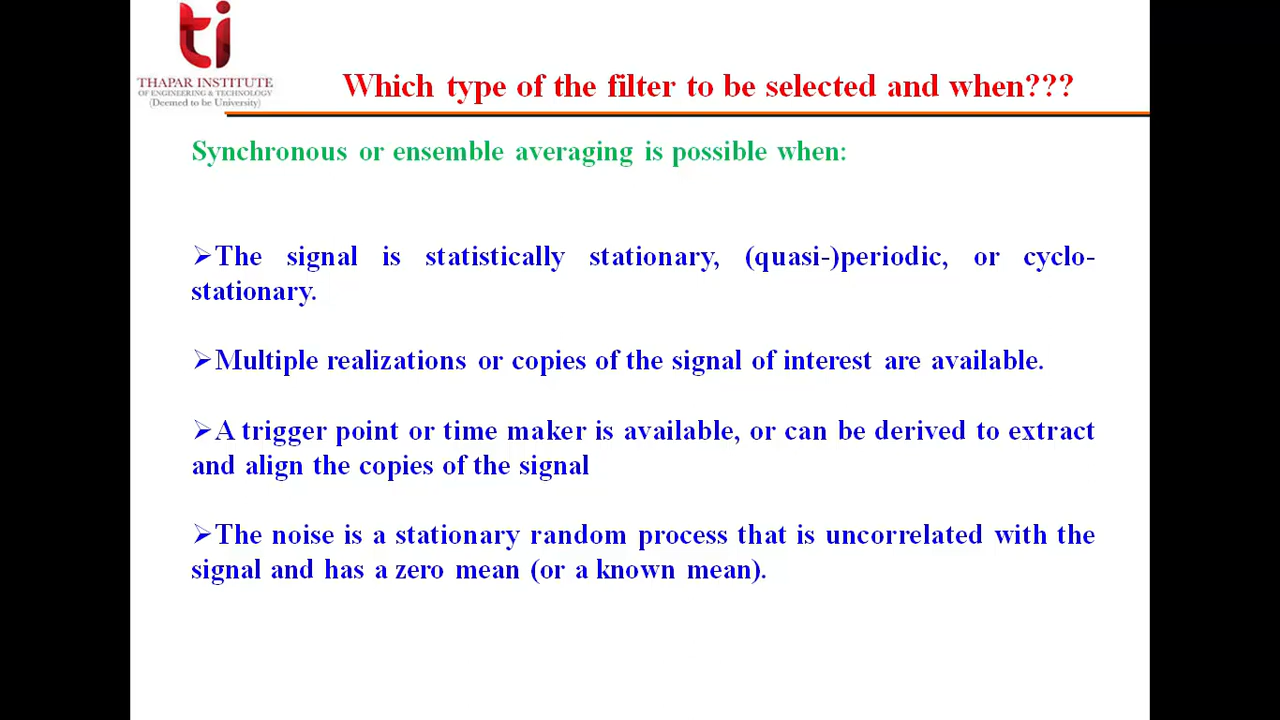 ti
THAPAR INSTITUTE
OF ENGINEERING & TECHNOLOGY
(Deemed to be University)
Which type of the filter to be selected and when???
Synchronous or ensemble averaging is possible when:
➢The signal is statistically stationary, (quasi-)periodic, or cyclo-
stationary.
➢Multiple realizations or copies of the signal of interest are available.
➢A trigger point or time maker is available, or can be derived to extract
and align the copies of the signal
➢The noise is a stationary random process that is uncorrelated with the
signal and has a zero mean (or a known mean).